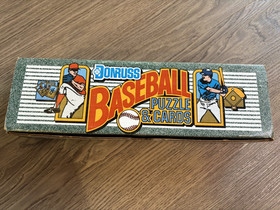 DONRUSS
BASEBALL
PUZZLE
& CARDS